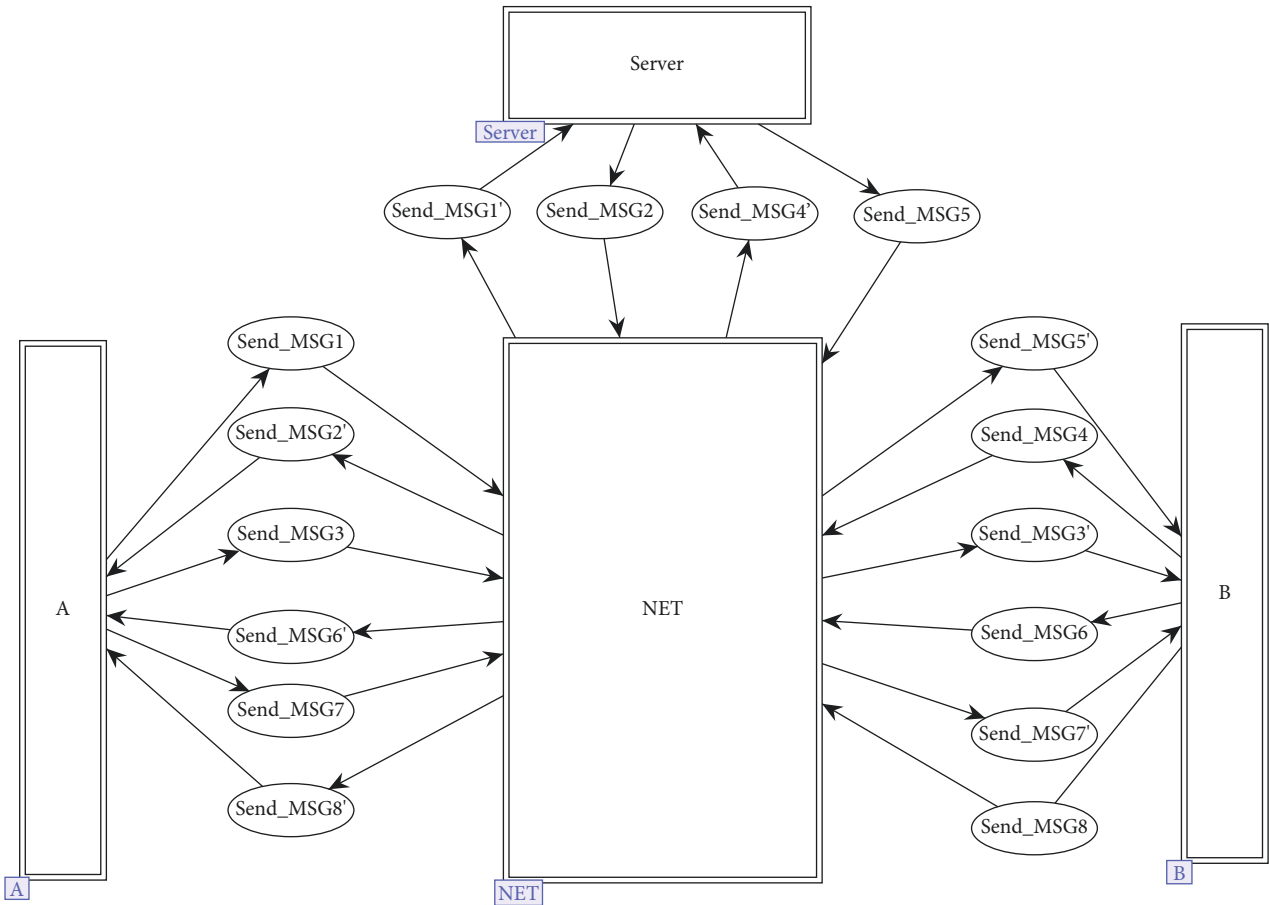 Server
Server
Send_MSG1'
Send_MSG2
Send_MSG4’
Send_MSG5
Send_MSG1
Send_MSG5'
Send_MSG2'
Send_MSG4
Send_MSG3
Send_MSG3'
A
NET
B
Send_MSG6'
Send_MSG6
Send_MSG7
Send_MSG7'
Send_MSG8'
Send_MSG8
A
NET
B